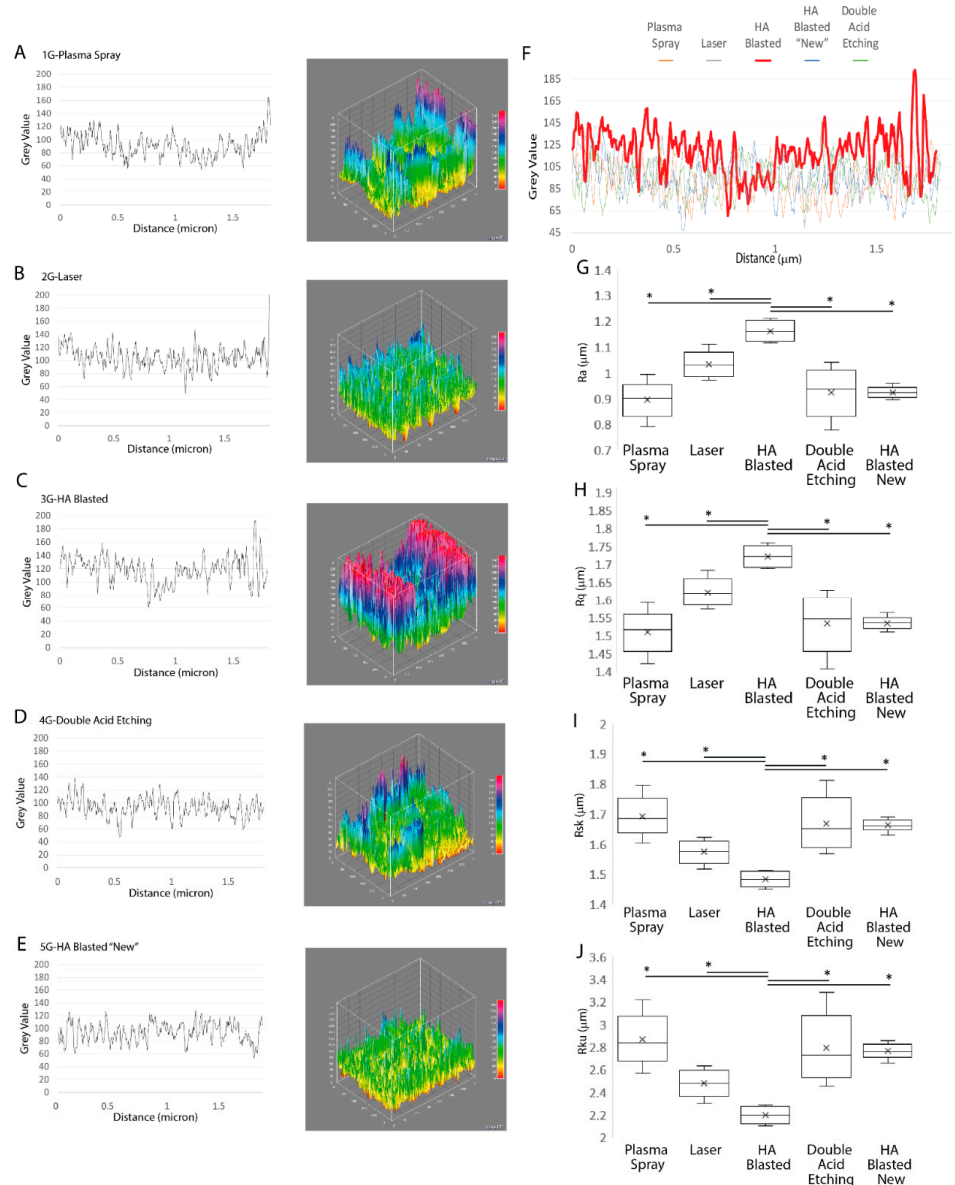 A
1G-Plasma Spray
200
180
160
140
120
100
80
60
40
20
0
Grey Value
0
0.5
1
1.5
Distance (micron)
B
2G-Laser
200
180
160
140
120
100
80
60
40
20
0
Grey Value
0
0.5
1
1.5
Distance (micron)
C
3G-HA Blasted
200
180
160
140
120
100
80
60
40
20
0
Grey Value
0
0.5
1
1.5
Distance (micron)
D
4G-Double Acid Etching
200
180
160
140
120
100
80
60
40
20
0
Grey Value
0
0.5
1
1.5
Distance (micron)
E
5G-HA Blasted “New”
200
180
160
140
120
100
80
60
40
20
0
Grey Value
0
0.5
1
1.5
Distance (micron)
F
Plasma
Spray
Laser
HA
Blasted
HA
Blasted
“New”
Double
Acid
Etching
185
165
145
125
105
85
65
45
Grey Value
0
0.5
1
1.5
Distance (μm)
G
1.4
1.3
1.2
1.1
1
0.9
0.8
0.7
Ra (μm)
* * * *
Plasma
Spray
Laser
HA
Blasted
Double
Acid
Etching
HA
Blasted
New
H
1.9
1.85
1.8
1.75
1.7
1.65
1.6
1.55
1.5
1.45
1.4
Rq (μm)
* * * *
Plasma
Spray
Laser
HA
Blasted
Double
Acid
Etching
HA
Blasted
New
I
2
1.9
1.8
1.7
1.6
1.5
1.4
Rsk (μm)
* * * *
Plasma
Spray
Laser
HA
Blasted
Double
Acid
Etching
HA
Blasted
New
J
3.6
3.4
3.2
3
2.8
2.6
2.4
2.2
2
Rku (μm)
* * * *
Plasma
Spray
Laser
HA
Blasted
Double
Acid
Etching
HA
Blasted
New